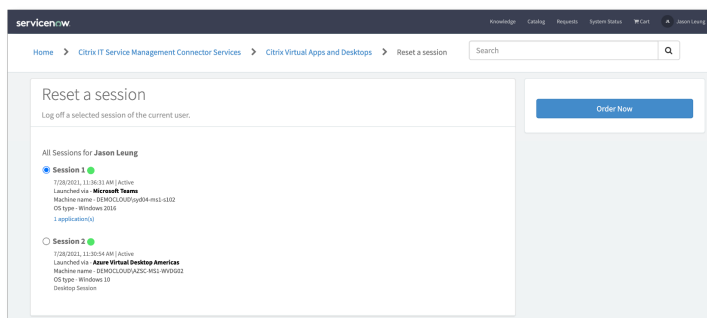 servicenow
Knowledge Catalog Requests System Status Cart JL Jason Leung
Home > Citrix IT Service Management Connector Services > Citrix Virtual Apps and Desktops > Reset a session
Search
Reset a session
Log off a selected session of the current user.
Order Now
All Sessions for Jason Leung
Session 1
7/28/2021, 11:36:31 AM | Active
Launched via - Microsoft Teams
Machine name - DEMOCLOUD\syd04-ms1-s102
OS type - Windows 2016
1 application(s)
Session 2
7/28/2021, 11:30:54 AM | Active
Launched via - Azure Virtual Desktop Americas
Machine name - DEMOCLOUD\AZSC-MS1-WVDG02
OS type - Windows 10
Desktop Session